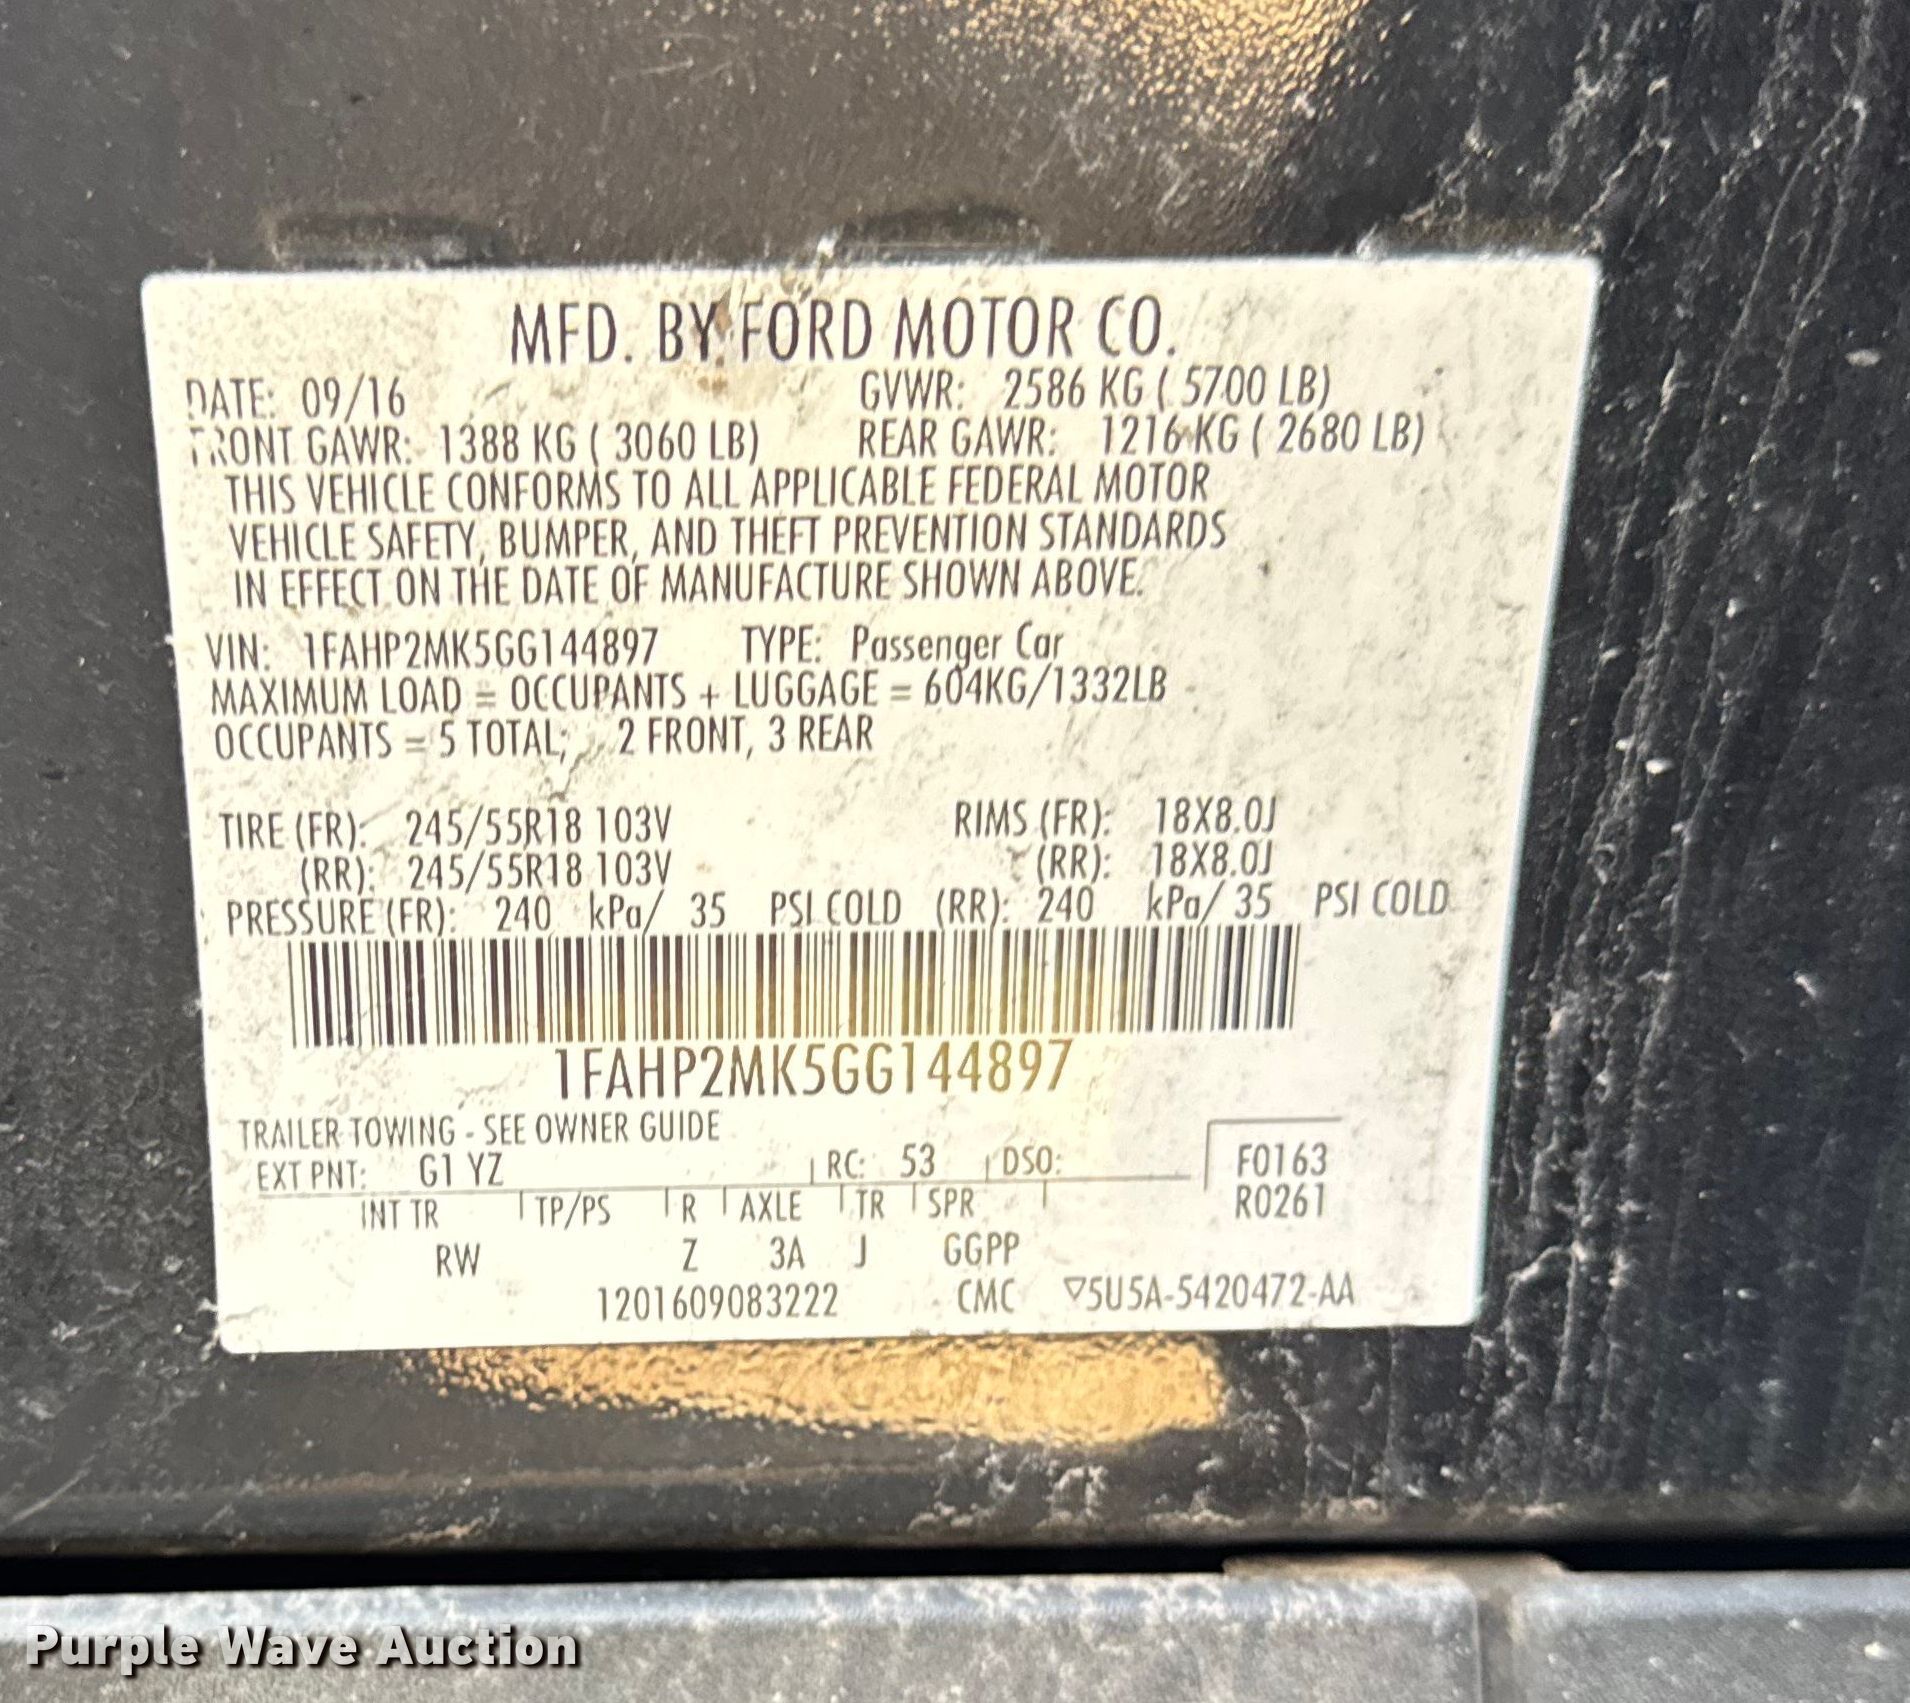 MFD. BY FORD MOTOR CO.
DATE: 09/16 GVWR: 2586 KG ( 5700 LB)
FRONT GAWR: 1388 KG ( 3060 LB) REAR GAWR: 1216 KG ( 2680 LB)
THIS VEHICLE CONFORMS TO ALL APPLICABLE FEDERAL MOTOR
VEHICLE SAFETY, BUMPER, AND THEFT PREVENTION STANDARDS
IN EFFECT ON THE DATE OF MANUFACTURE SHOWN ABOVE.
VIN: 1FAHP2MK5GG144897 TYPE: Passenger Car
MAXIMUM LOAD = OCCUPANTS + LUGGAGE = 604KG/1332LB
OCCUPANTS = 5 TOTAL; 2 FRONT, 3 REAR
TIRE (FR): 245/55R18 103V RIMS (FR): 18X8.0J
(RR): 245/55R18 103V (RR): 18X8.0J
PRESSURE (FR): 240 kPa/ 35 PSI COLD (RR): 240 kPa/ 35 PSI COLD
1FAHP2MK5GG144897
TRAILER TOWING - SEE OWNER GUIDE
EXT PNT: G1 YZ RC: 53 DSO: F0163
INT TR TP/PS R AXLE TR SPR R0261
RW Z 3A J GGPP
1201609083222 CMC ▽5U5A-5420472-AA
Purple Wave Auction